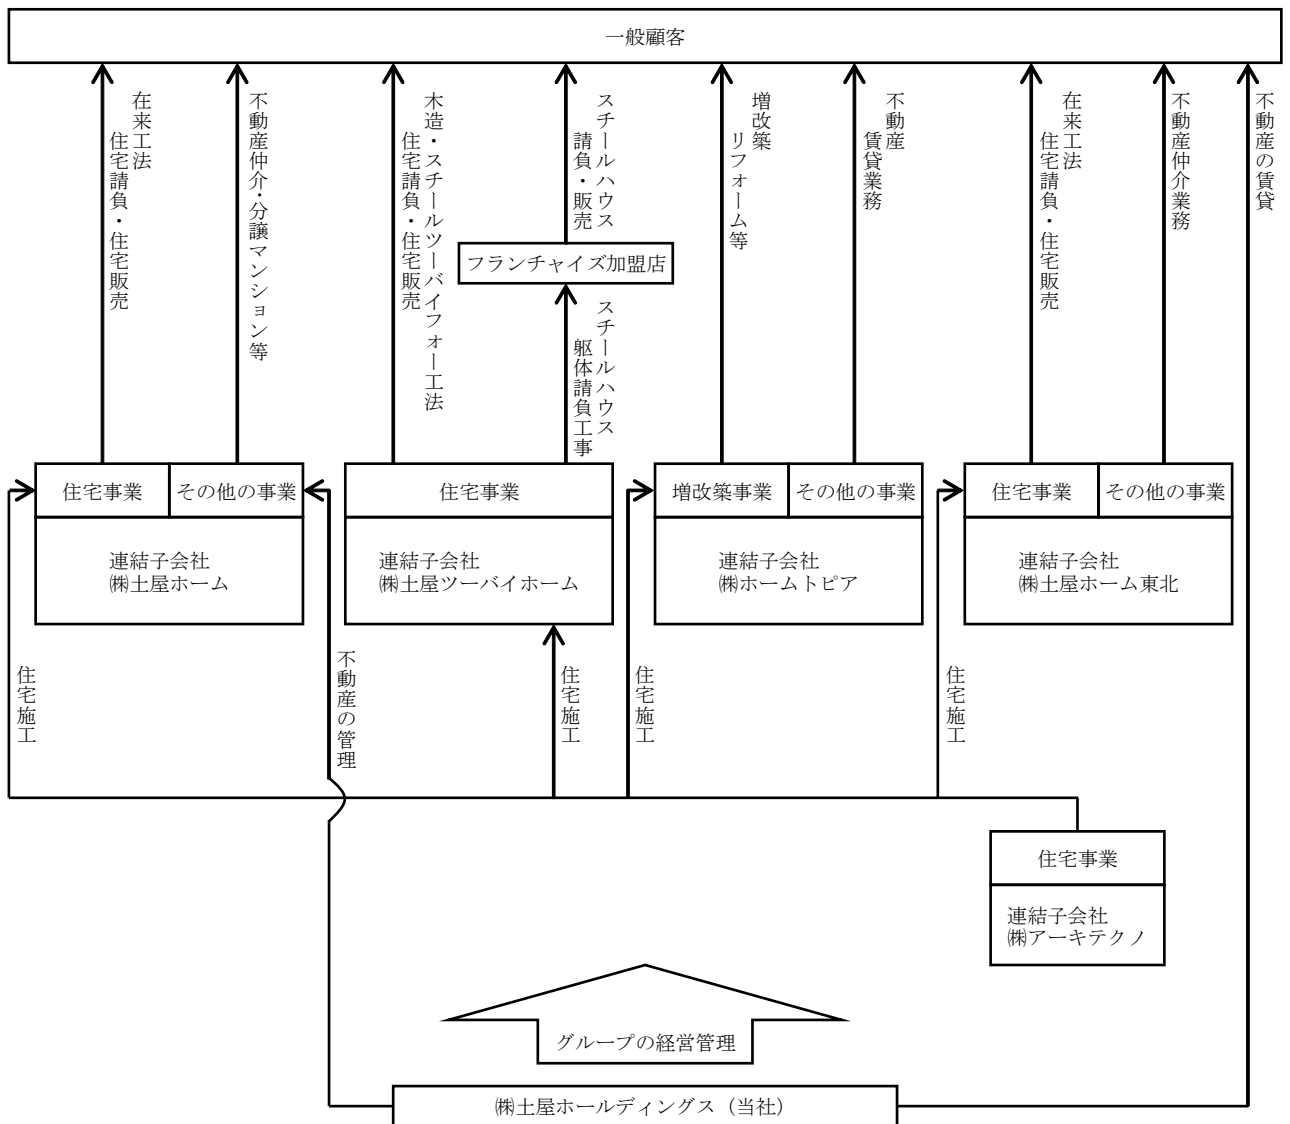 一般顧客
在来工法
住宅請負・住宅販売
不動産仲介・分譲マンション等
木造・スチールツーバイフォー工法
住宅請負・住宅販売
スチールハウス
請負・販売
増改築
リフォーム等
不動産
賃貸業務
在来工法
住宅請負・住宅販売
不動産仲介業務
不動産の賃貸
フランチャイズ加盟店
スチールハウス
躯体請負工事
住宅事業
その他の事業
連結子会社
㈱土屋ホーム
住宅事業
連結子会社
㈱土屋ツーバイホーム
増改築事業
その他の事業
連結子会社
㈱ホームトピア
住宅事業
その他の事業
連結子会社
㈱土屋ホーム東北
住宅施工
不動産の管理
住宅施工
住宅施工
住宅施工
住宅事業
連結子会社
㈱アーキテクノ
グループの経営管理
㈱土屋ホールディングス（当社）